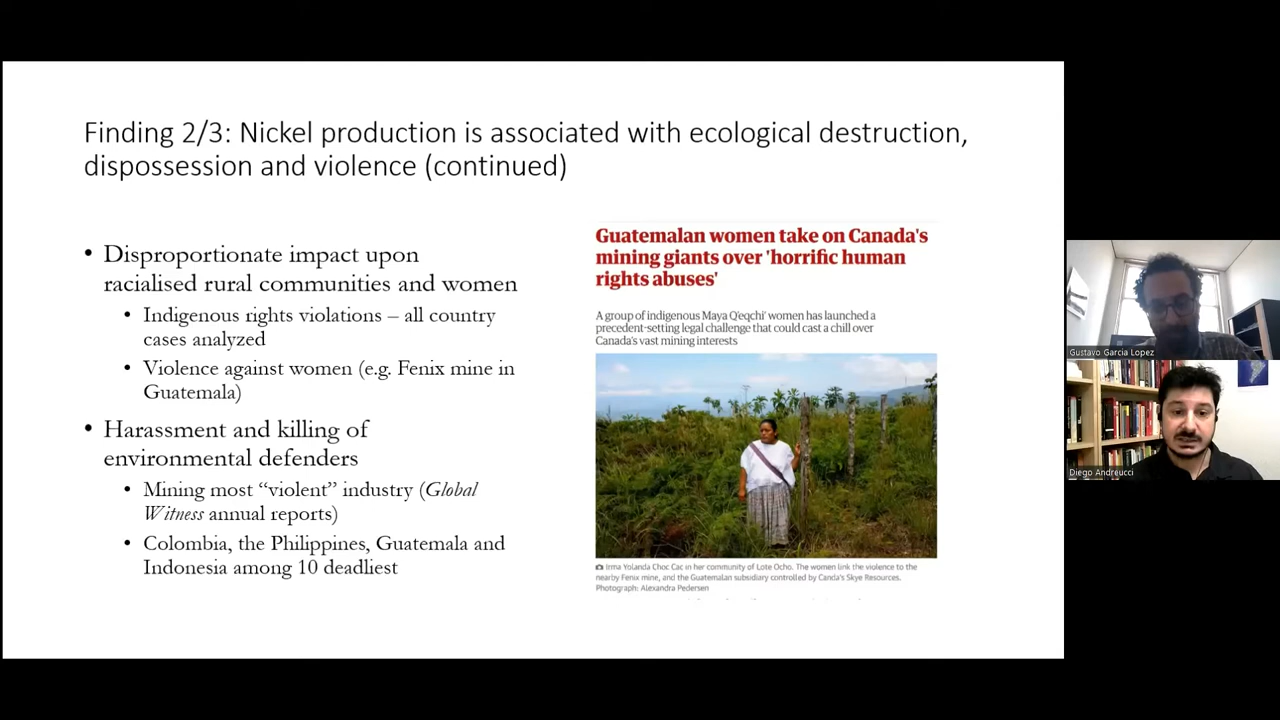 Finding 2/3: Nickel production is associated with ecological destruction,
dispossession and violence (continued)
• Disproportionate impact upon
racialised rural communities and women
• Indigenous rights violations – all country
cases analyzed
• Violence against women (e.g. Fenix mine in
Guatemala)
• Harassment and killing of
environmental defenders
• Mining most “violent” industry (Global
Witness annual reports)
• Colombia, the Philippines, Guatemala and
Indonesia among 10 deadliest
Guatemalan women take on Canada's
mining giants over 'horrific human
rights abuses'
A group of indigenous Maya Q'eqchi' women has launched a
precedent-setting legal challenge that could cast a chill over
Canada's vast mining interests
Irma Yolanda Choc Cac in her community of Lote Ocho. The women link the violence to the
nearby Fenix mine, and the Guatemalan subsidiary controlled by Canda's Skye Resources.
Photograph: Alexandra Pedersen
Gustavo Garcia Lopez
Diego Andreucci